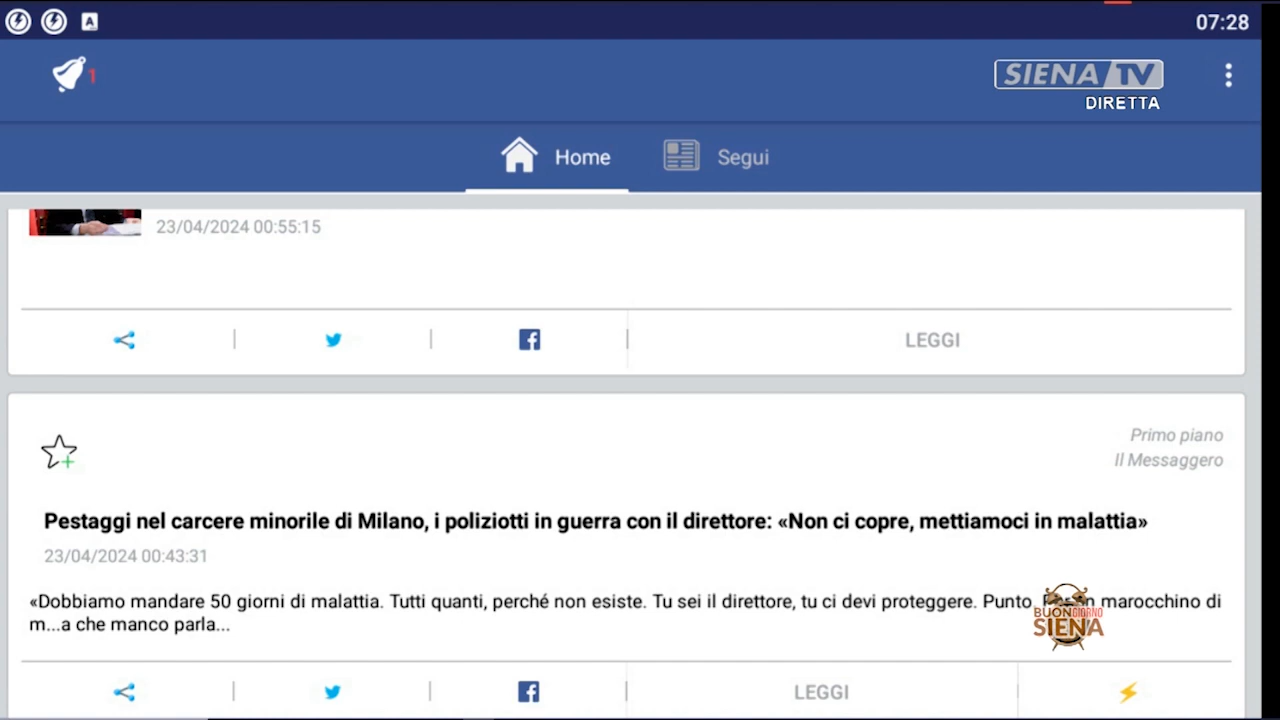 A
07:28
1
SIENA TV
DIRETTA
Home
Segui
23/04/2024 00:55:15
LEGGI
Primo piano
Il Messaggero
Pestaggi nel carcere minorile di Milano, i poliziotti in guerra con il direttore: «Non ci copre, mettiamoci in malattia»
23/04/2024 00:43:31
«Dobbiamo mandare 50 giorni di malattia. Tutti quanti, perché non esiste. Tu sei il direttore, tu ci devi proteggere. Punto. marocchino di
m...a che manco parla...
BUONGIORNO
SIENA
LEGGI